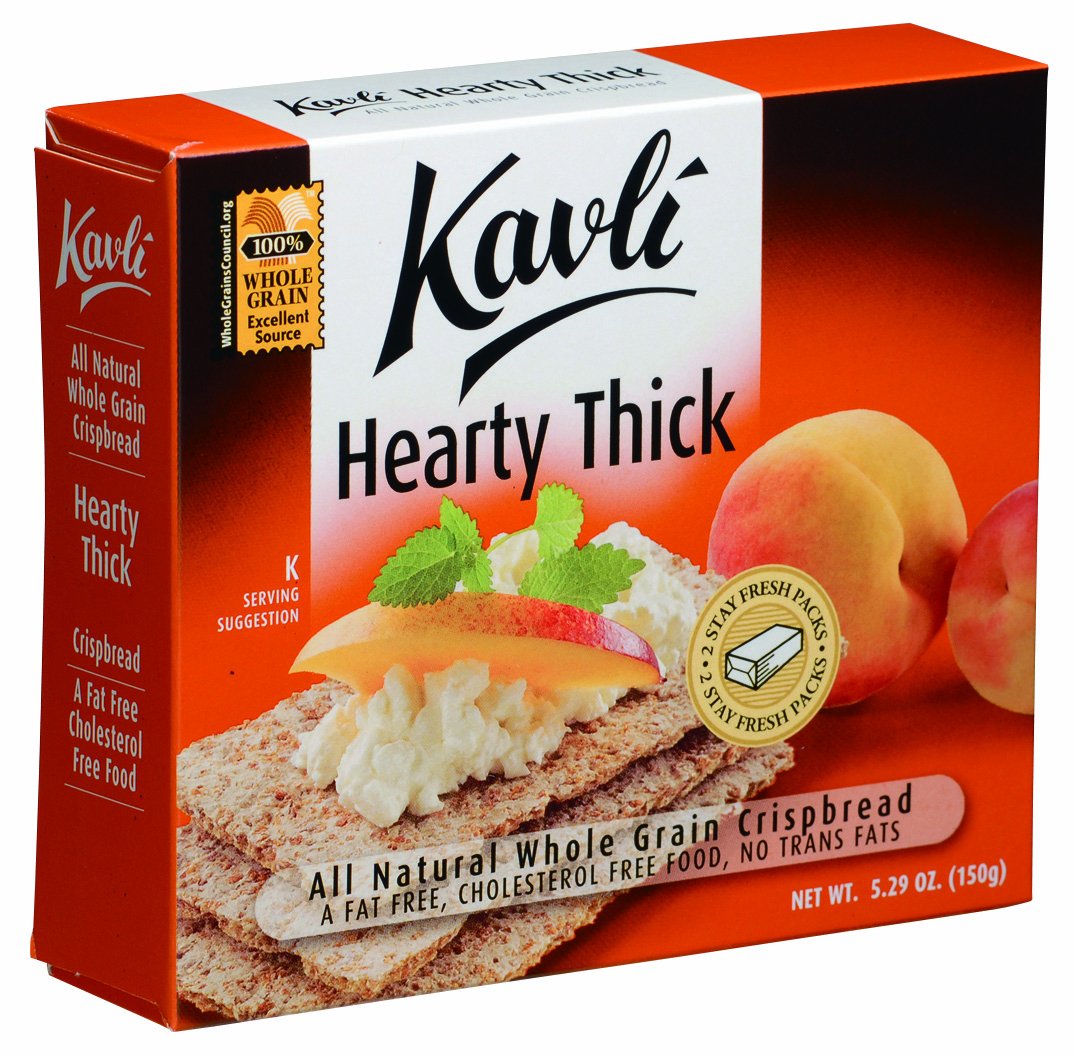 Kavli Hearty Thick
All Natural Whole Grain Crispbread
Kavli
All Natural
Whole Grain
Crispbread
Hearty
Thick
Crispbread
A Fat Free
Cholesterol
Free Food
WholeGrainsCouncil.org
TM
100%
WHOLE
GRAIN
Excellent
Source
Kavli
Hearty Thick
K
SERVING
SUGGESTION
• 2 STAY FRESH PACKS •
2 STAY FRESH PACKS
All Natural Whole Grain Crispbread
A FAT FREE, CHOLESTEROL FREE FOOD, NO TRANS FATS
NET WT. 5.29 OZ. (150g)